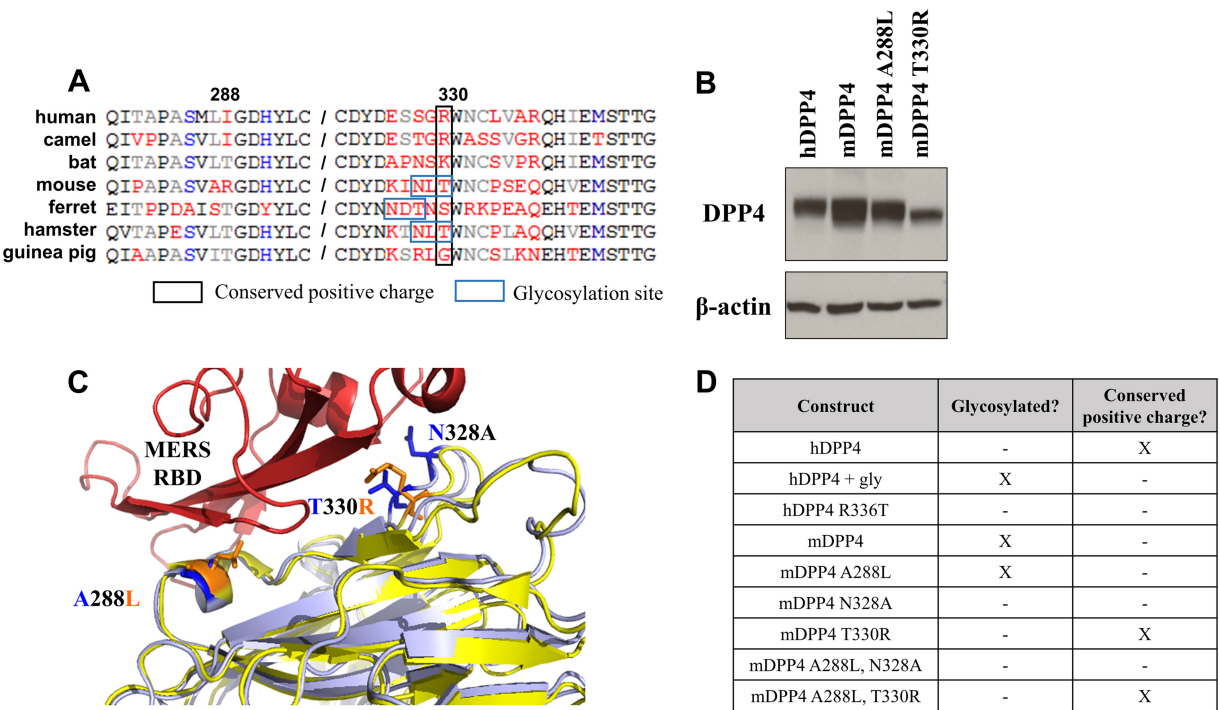 A
288
330
human QITAPASMLIGDHYLC / CDYDESSGRWNCLVARQHIEMSTTG
camel QIVPPASVLIGDHYLC / CDYDESTGRWASSVGRQHIETSTTG
bat QITPPASVLTGDHYLC / CDYDAPNSKWNCSVPRQHIEMSTTG
mouse QIPAPASVARGDHYLC / CDYDKINLTWNCPSEQQHVEMSTTG
ferret EITPPDAISTGDYYLC / CDYNNDTNSWRKPEAQEHTEMSTTG
hamster QVTAPESVLTGDHYLC / CDYNKTNLTWNCPLAQQHVEMSTTG
guinea pig QIAAPASVITGDHYLC / CDYDKSRLGWNCSLKNEHTEMSTTG
Conserved positive charge
Glycosylation site
B
hDPP4
mDPP4
mDPP4 A288L
mDPP4 T330R
DPP4
β-actin
C
MERS
RBD
N328A
T330R
A288L
D
Construct Glycosylated? Conserved
positive charge?
hDPP4 - X
hDPP4 + gly X -
hDPP4 R336T - -
mDPP4 X -
mDPP4 A288L X -
mDPP4 N328A - -
mDPP4 T330R - X
mDPP4 A288L, N328A - -
mDPP4 A288L, T330R - X